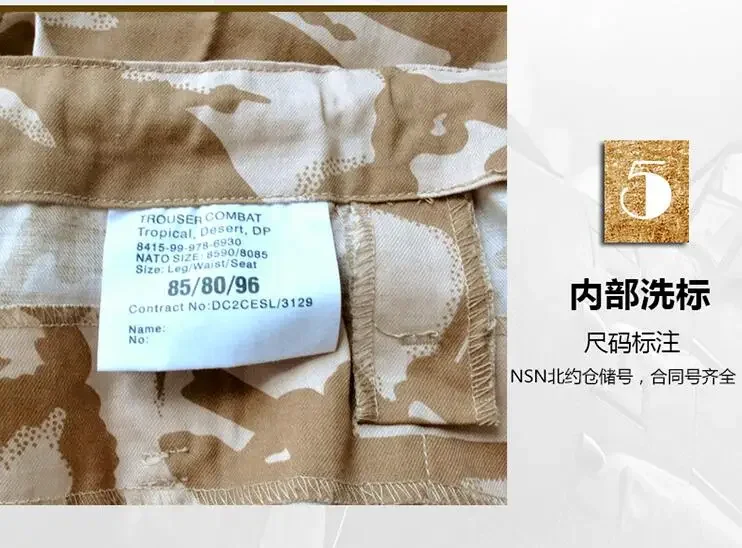 TROUSER COMBAT
Tropical, Desert, DP
8415-99-978-6930
NATO SIZE: 8590/8085
Size: Leg/Waist/Seat
85/80/96
Contract No:DC2CESL/3129
Name:
No:
5
内部洗标
尺码标注
NSN北约仓储号，合同号齐全